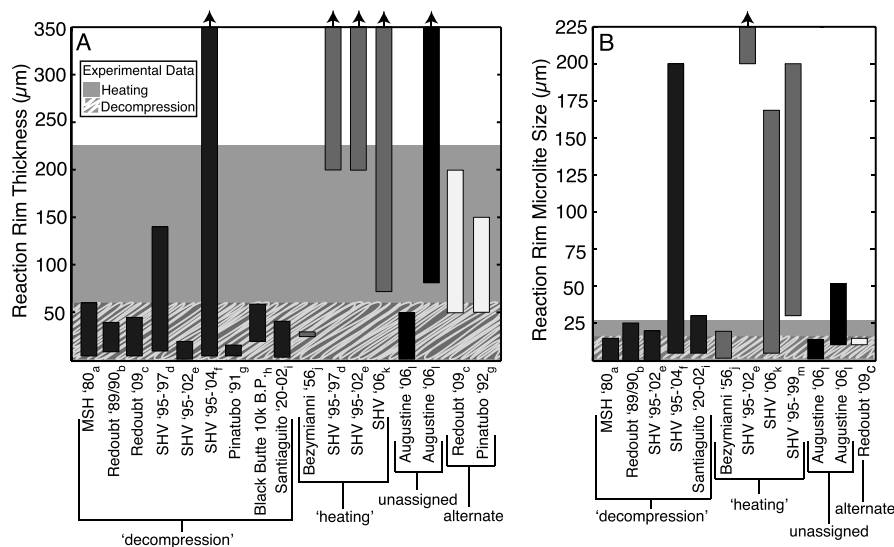 A
Reaction Rim Thickness (µm)
350
300
250
200
150
100
50
Experimental Data
Heating
Decompression
MSH '80a
Redoubt '89/90b
Redoubt '09c
SHV '95-'97d
SHV '95-'02e
SHV '95-'04f
Pinatubo '91g
Black Butte 10k B.P.h
Santiaguito '20-02i
Bezymianni '56j
SHV '95-'97d
SHV '95-'02e
SHV '06k
Augustine '06l
Augustine '06l
Redoubt '09c
Pinatubo '92g
'decompression'
'heating'
unassigned
alternate
B
Reaction Rim Microlite Size (µm)
225
200
175
150
125
100
75
50
25
MSH '80a
Redoubt '89/90b
SHV '95-'02e
SHV '95-'04f
Santiaguito '20-02i
Bezymianni '56j
SHV '95-'02e
SHV '06k
SHV '95-'99m
Augustine '06l
Augustine '06l
Redoubt '09c
'decompression'
'heating'
alternate
unassigned